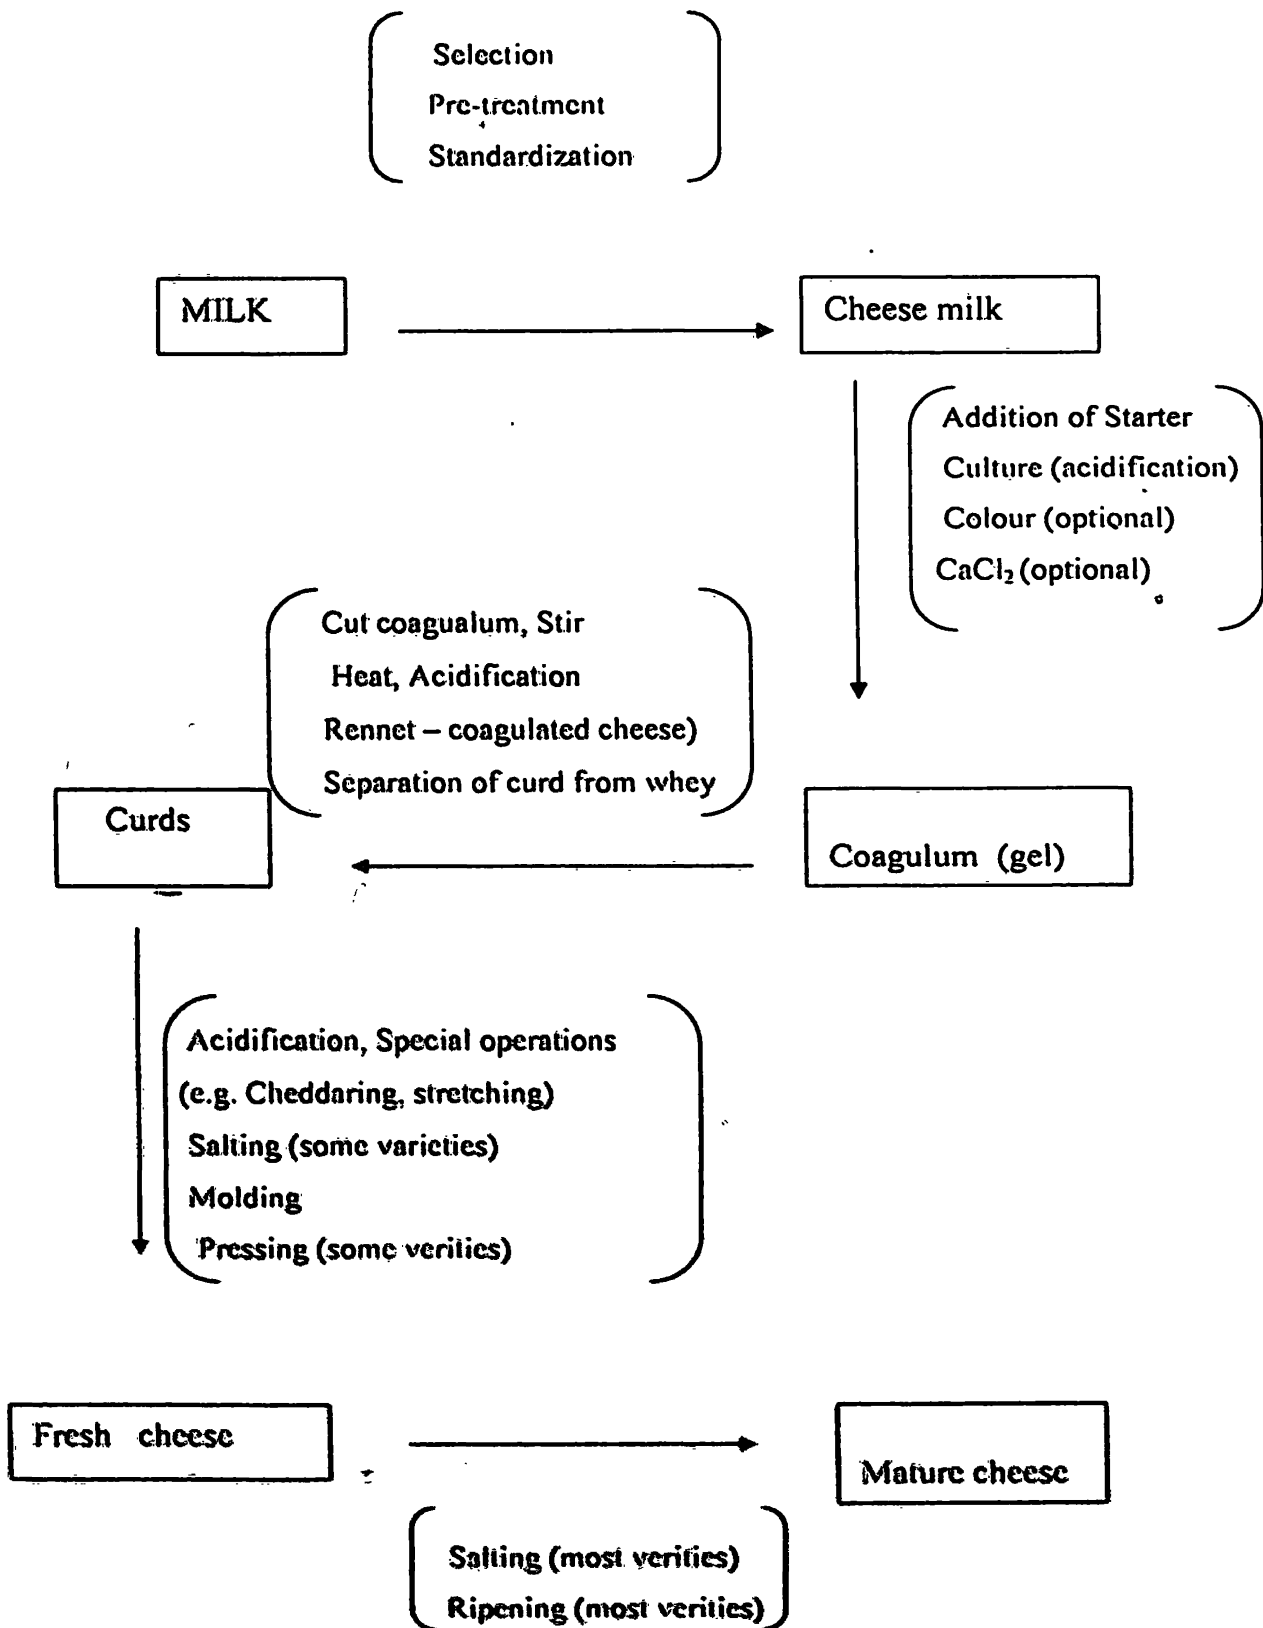 Selection
Pre-treatment
Standardization
MILK
Cheese milk
Addition of Starter
Culture (acidification)
Colour (optional)
CaCl₂ (optional)
Cut coagualum, Stir
Heat, Acidification
Rennet – coagulated cheese)
Separation of curd from whey
Curds
Coagulum (gel)
Acidification, Special operations
(e.g. Cheddaring, stretching)
Salting (some varieties)
Molding
Pressing (some verities)
Fresh cheese
Mature cheese
Salting (most verities)
Ripening (most verities)